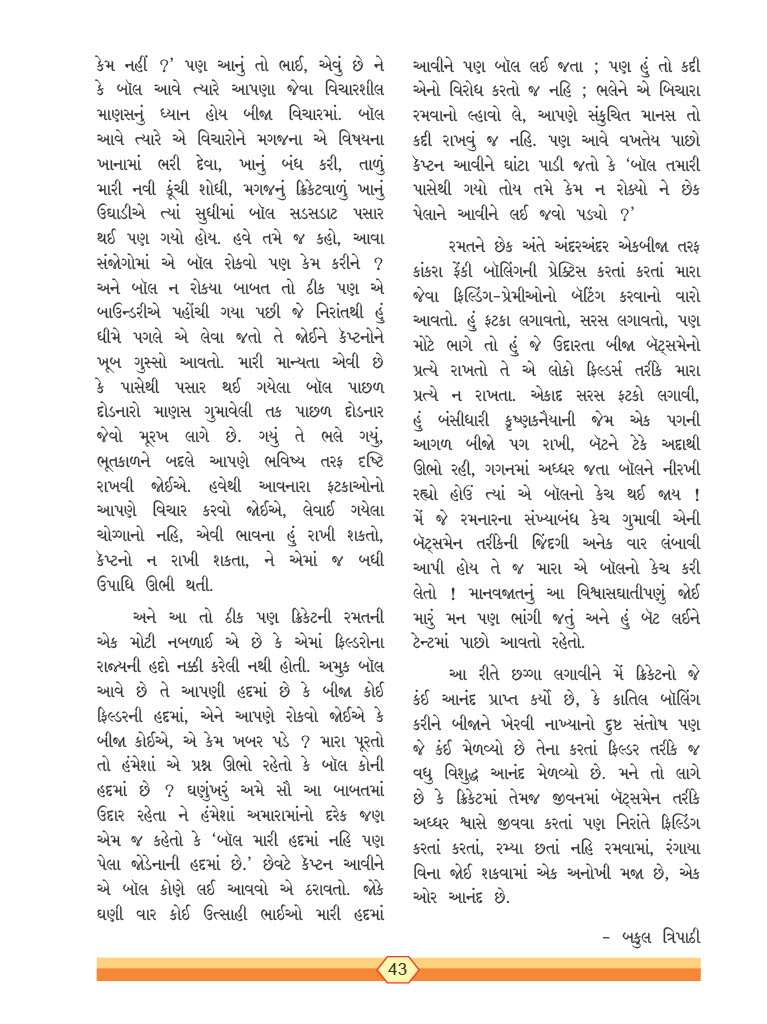 કેમ નહીં ?’ પણ આનું તો ભાઈ, એવું છે ને
કે બૉલ આવે ત્યારે આપણા જેવા વિચારશીલ
માણસનું ધ્યાન હોય બીજા વિચારમાં. બૉલ
આવે ત્યારે એ વિચારોને મગજના એ વિષયના
ખાનામાં ભરી દેવા, ખાનું બંધ કરી, તાળું
મારી નવી કૂંચી શોધી, મગજનું ક્રિકેટવાળું ખાનું
ઉઘાડીએ ત્યાં સુધીમાં બૉલ સડસડાટ પસાર
થઈ પણ ગયો હોય. હવે તમે જ કહો, આવા
સંજોગોમાં એ બૉલ રોકવો પણ કેમ કરીને ?
અને બૉલ ન રોકયા બાબત તો ઠીક પણ એ
બાઉન્ડરીએ પહોંચી ગયા પછી જે નિરાંતથી હું
ધીમે પગલે એ લેવા જતો તે જોઈને કૅપ્ટનોને
ખૂબ ગુસ્સો આવતો. મારી માન્યતા એવી છે
કે પાસેથી પસાર થઈ ગયેલા બૉલ પાછળ
દોડનારો માણસ ગુમાવેલી તક પાછળ દોડનાર
જેવો મૂરખ લાગે છે. ગયું તે ભલે ગયું,
ભૂતકાળને બદલે આપણે ભવિષ્ય તરફ દષ્ટિ
રાખવી જોઈએ. હવેથી આવનારા ફટકાઓનો
આપણે વિચાર કરવો જોઈએ, લેવાઈ ગયેલા
ચોગ્ગાનો નહિ, એવી ભાવના હું રાખી શકતો,
કૅપ્ટનો ન રાખી શકતા, ને એમાં જ બધી
ઉપાધિ ઊભી થતી.
અને આ તો ઠીક પણ ક્રિકેટની રમતની
એક મોટી નબળાઈ એ છે કે એમાં ફિલ્ડરોના
રાજ્યની હદો નક્કી કરેલી નથી હોતી. અમુક બૉલ
આવે છે તે આપણી હદમાં છે કે બીજા કોઈ
ફિલ્ડરની હદમાં, એને આપણે રોકવો જોઈએ કે
બીજા કોઈએ, એ કેમ ખબર પડે ? મારા પૂરતો
તો હંમેશાં એ પ્રશ્ન ઊભો રહેતો કે બૉલ કોની
હદમાં છે ? ઘણુંખરું અમે સૌ આ બાબતમાં
ઉદાર રહેતા ને હંમેશાં અમારામાંનો દરેક જણ
એમ જ કહેતો કે ‘બૉલ મારી હદમાં નહિ પણ
પેલા જોડેનાની હદમાં છે.’ છેવટે કૅપ્ટન આવીને
એ બૉલ કોણે લઈ આવવો એ ઠરાવતો. જોકે
ઘણી વાર કોઈ ઉત્સાહી ભાઈઓ મારી હદમાં
આવીને પણ બૉલ લઈ જતા ; પણ હું તો કદી
એનો વિરોધ કરતો જ નહિ ; ભલેને એ બિચારા
રમવાનો લ્હાવો લે, આપણે સંકુચિત માનસ તો
કદી રાખવું જ નહિ. પણ આવે વખતેય પાછો
કૅપ્ટન આવીને ઘાંટા પાડી જતો કે ‘બૉલ તમારી
પાસેથી ગયો તોય તમે કેમ ન રોક્યો ને છેક
પેલાને આવીને લઈ જવો પડ્યો ?’
રમતને છેક અંતે અંદરઅંદર એકબીજા તરફ
કાંકરા ફેંકી બૉલિંગની પ્રેક્ટિસ કરતાં કરતાં મારા
જેવા ફિલ્ડિંગ-પ્રેમીઓનો બૅટિંગ કરવાનો વારો
આવતો. હું ફટકા લગાવતો, સરસ લગાવતો, પણ
મોટે ભાગે તો હું જે ઉદારતા બીજા બૅટ્સમેનો
પ્રત્યે રાખતો તે એ લોકો ફિલ્ડર્સ તરીકે મારા
પ્રત્યે ન રાખતા. એકાદ સરસ ફટકો લગાવી,
હું બંસીધારી કૃષ્ણકનૈયાની જેમ એક પગની
આગળ બીજો પગ રાખી, બૅટને ટેકે અદાથી
ઊભો રહી, ગગનમાં અધ્ધર જતા બૉલને નીરખી
રહ્યો હોઉં ત્યાં એ બૉલનો કેચ થઈ જાય !
મેં જે રમનારના સંખ્યાબંધ કેચ ગુમાવી એની
બૅટ્સમેન તરીકેની જિંદગી અનેક વાર લંબાવી
આપી હોય તે જ મારા એ બૉલનો કેચ કરી
લેતો ! માનવજાતનું આ વિશ્વાસઘાતીપણું જોઈ
મારું મન પણ ભાંગી જતું અને હું બૅટ લઈને
ટેન્ટમાં પાછો આવતો રહેતો.
આ રીતે છગ્ગા લગાવીને મેં ક્રિકેટનો જે
કંઈ આનંદ પ્રાપ્ત કર્યો છે, કે કાતિલ બૉલિંગ
કરીને બીજાને ખેરવી નાખ્યાનો દુષ્ટ સંતોષ પણ
જે કંઈ મેળવ્યો છે તેના કરતાં ફિલ્ડર તરીકે જ
વધુ વિશુદ્ધ આનંદ મેળવ્યો છે. મને તો લાગે
છે કે ક્રિકેટમાં તેમજ જીવનમાં બૅટ્સમેન તરીકે
અધ્ધર શ્વાસે જીવવા કરતાં પણ નિરાંતે ફિલ્ડિંગ
કરતાં કરતાં, રમ્યા છતાં નહિ રમવામાં, રંગાયા
વિના જોઈ શકવામાં એક અનોખી મજા છે, એક
ઓર આનંદ છે.
- બકુલ ત્રિપાઠી
43